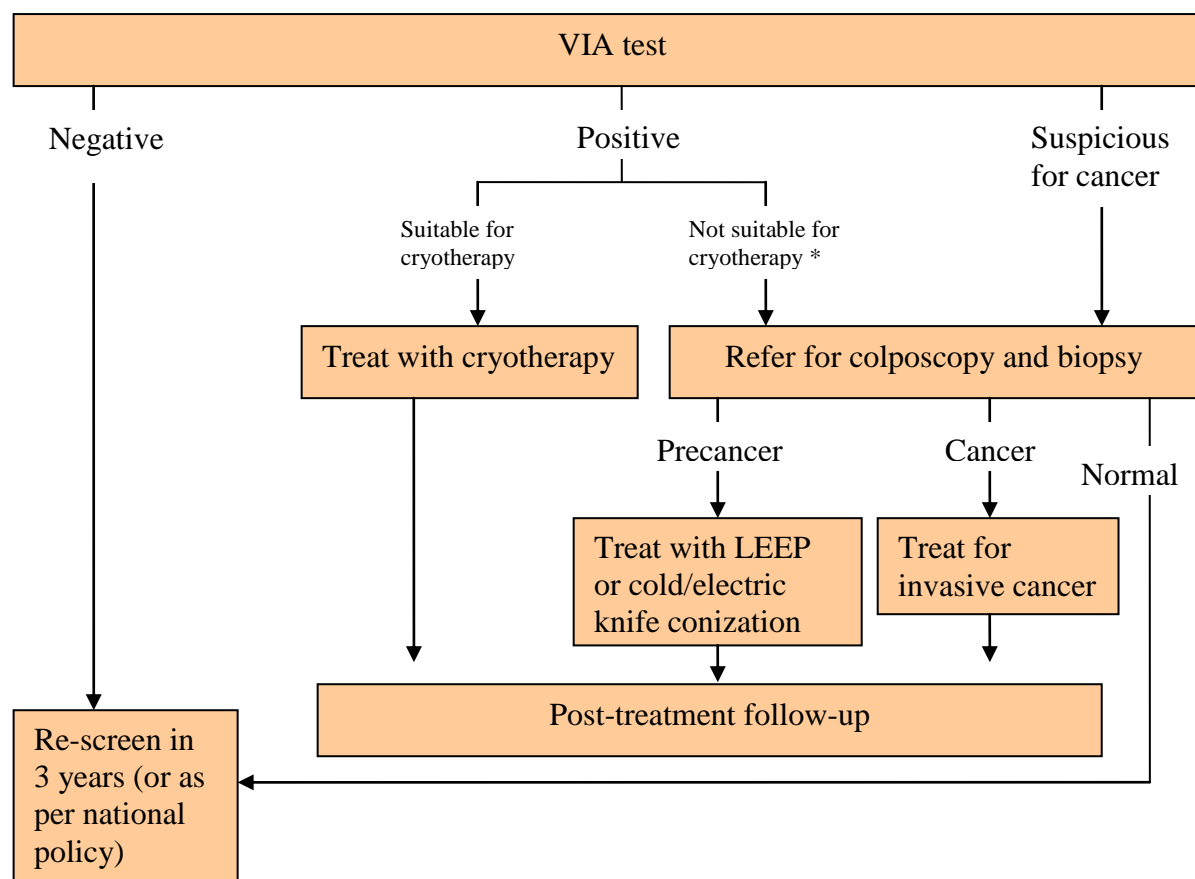 VIA test
Negative
Positive
Suspicious
for cancer
Suitable for
cryotherapy
Not suitable for
cryotherapy *
Treat with cryotherapy
Refer for colposcopy and biopsy
Precancer
Cancer
Normal
Treat with LEEP
or cold/electric
knife conization
Treat for
invasive cancer
Post-treatment follow-up
Re-screen in
3 years (or as
per national
policy)